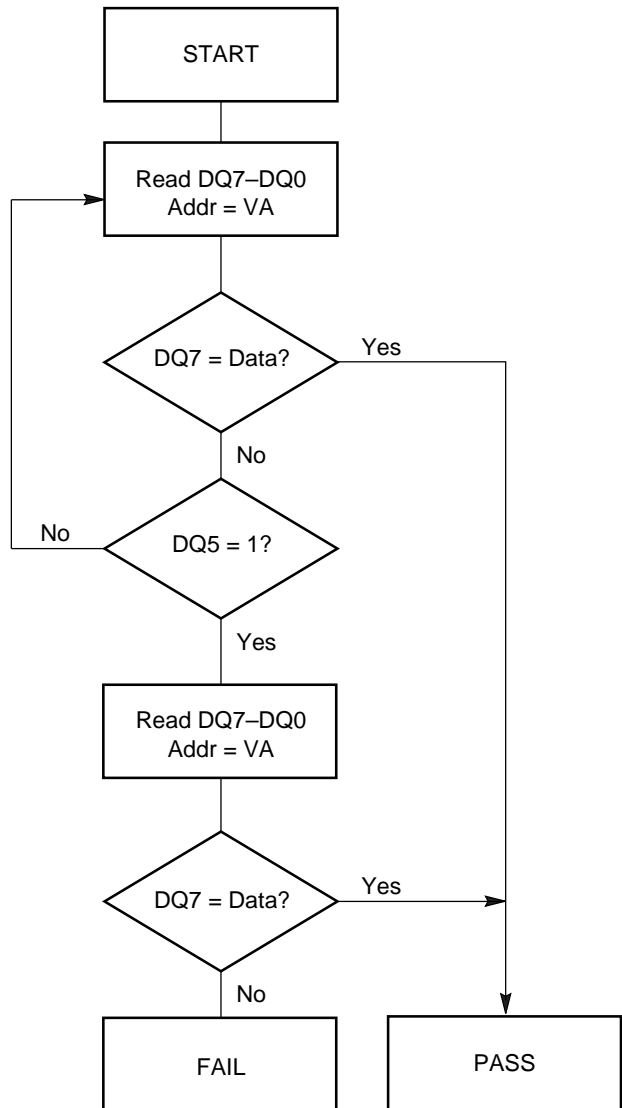 START
Read DQ7–DQ0
Addr = VA
DQ7 = Data?
Yes
No
No
DQ5 = 1?
Yes
Read DQ7–DQ0
Addr = VA
DQ7 = Data?
Yes
No
FAIL
PASS